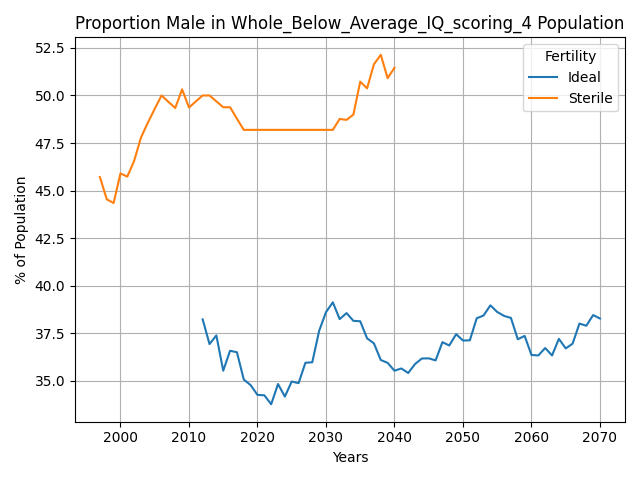 Proportion Male in Whole_Below_Average_IQ_scoring_4 Population
Fertility
Ideal
Sterile
% of Population
52.5
50.0
47.5
45.0
42.5
40.0
37.5
35.0
2000 2010 2020 2030 2040 2050 2060 2070
Years